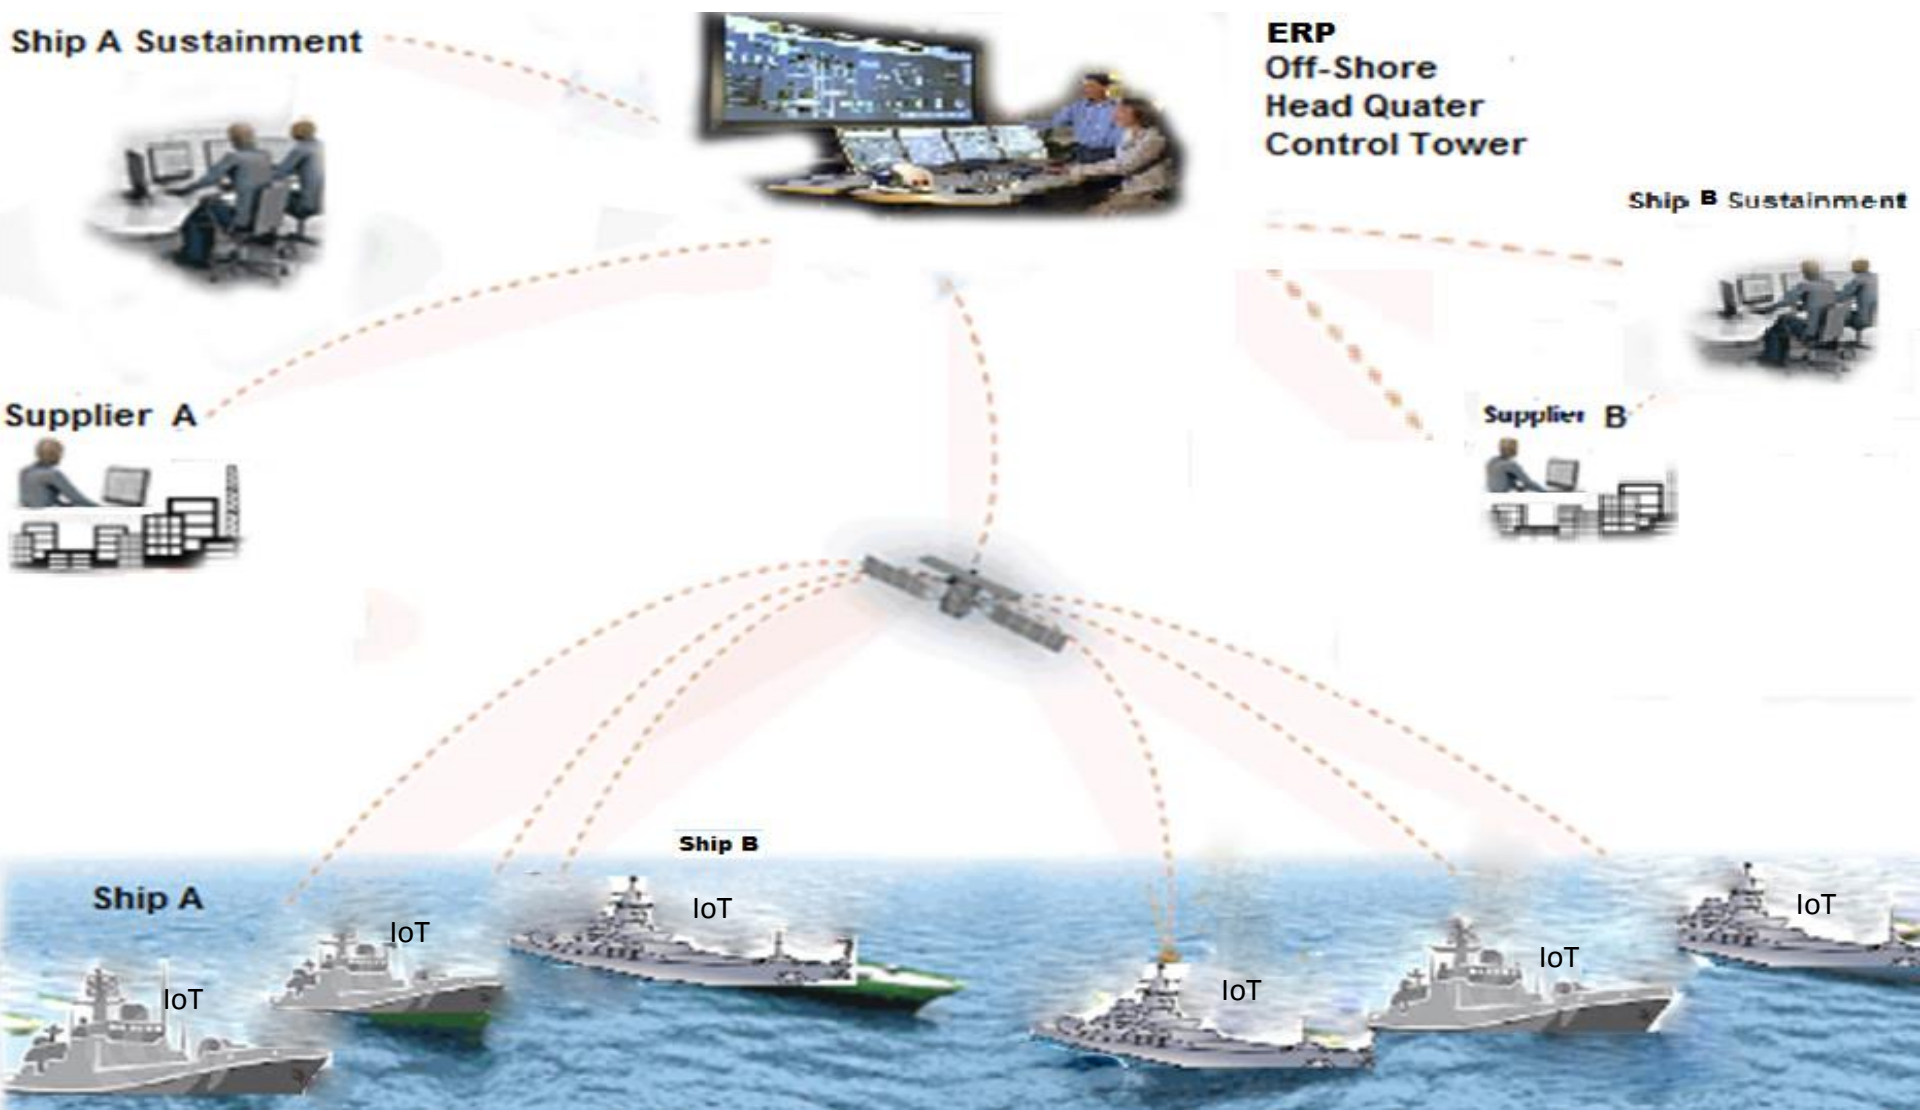 Ship A Sustainment
ERP
Off-Shore
Head Quater
Control Tower
Ship B Sustainment
Supplier A
Supplier B
Ship B
Ship A
IoT
IoT
IoT
IoT
IoT
IoT